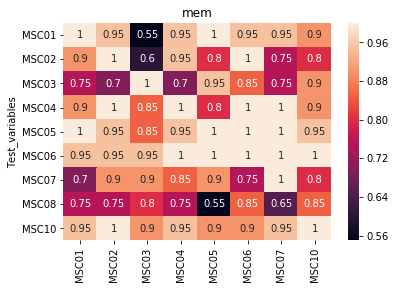 mem
MSC01 1 0.95 0.55 0.95 1 0.95 0.95 0.9
MSC02 0.9 1 0.6 0.95 0.8 1 0.75 0.8
MSC03 0.75 0.7 1 0.7 0.95 0.85 0.75 0.9
MSC04 0.9 1 0.85 1 0.8 1 1 0.9
MSC05 1 0.95 0.85 0.95 1 1 1 0.95
MSC06 0.95 0.95 0.95 1 1 1 1 1
MSC07 0.7 0.9 0.9 0.85 0.9 0.75 1 0.8
MSC08 0.75 0.75 0.8 0.75 0.55 0.85 0.65 0.85
MSC10 0.95 1 0.9 0.95 0.9 0.9 0.95 1
Test_variables
MSC01 MSC02 MSC03 MSC04 MSC05 MSC06 MSC07 MSC10
0.96
0.88
0.80
0.72
0.64
0.56